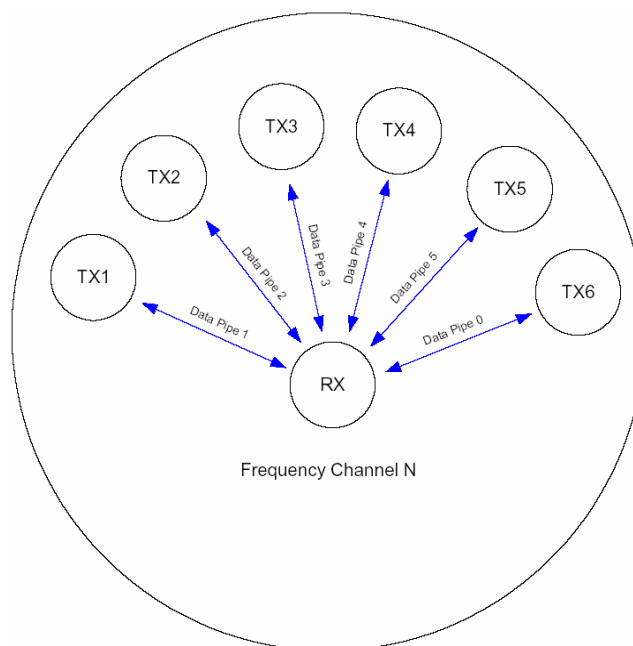 TX3
TX4
TX2
TX5
TX1
TX6
Data Pipe 1
Data Pipe 2
Data Pipe 3
Data Pipe 4
Data Pipe 5
Data Pipe 0
RX
Frequency Channel N